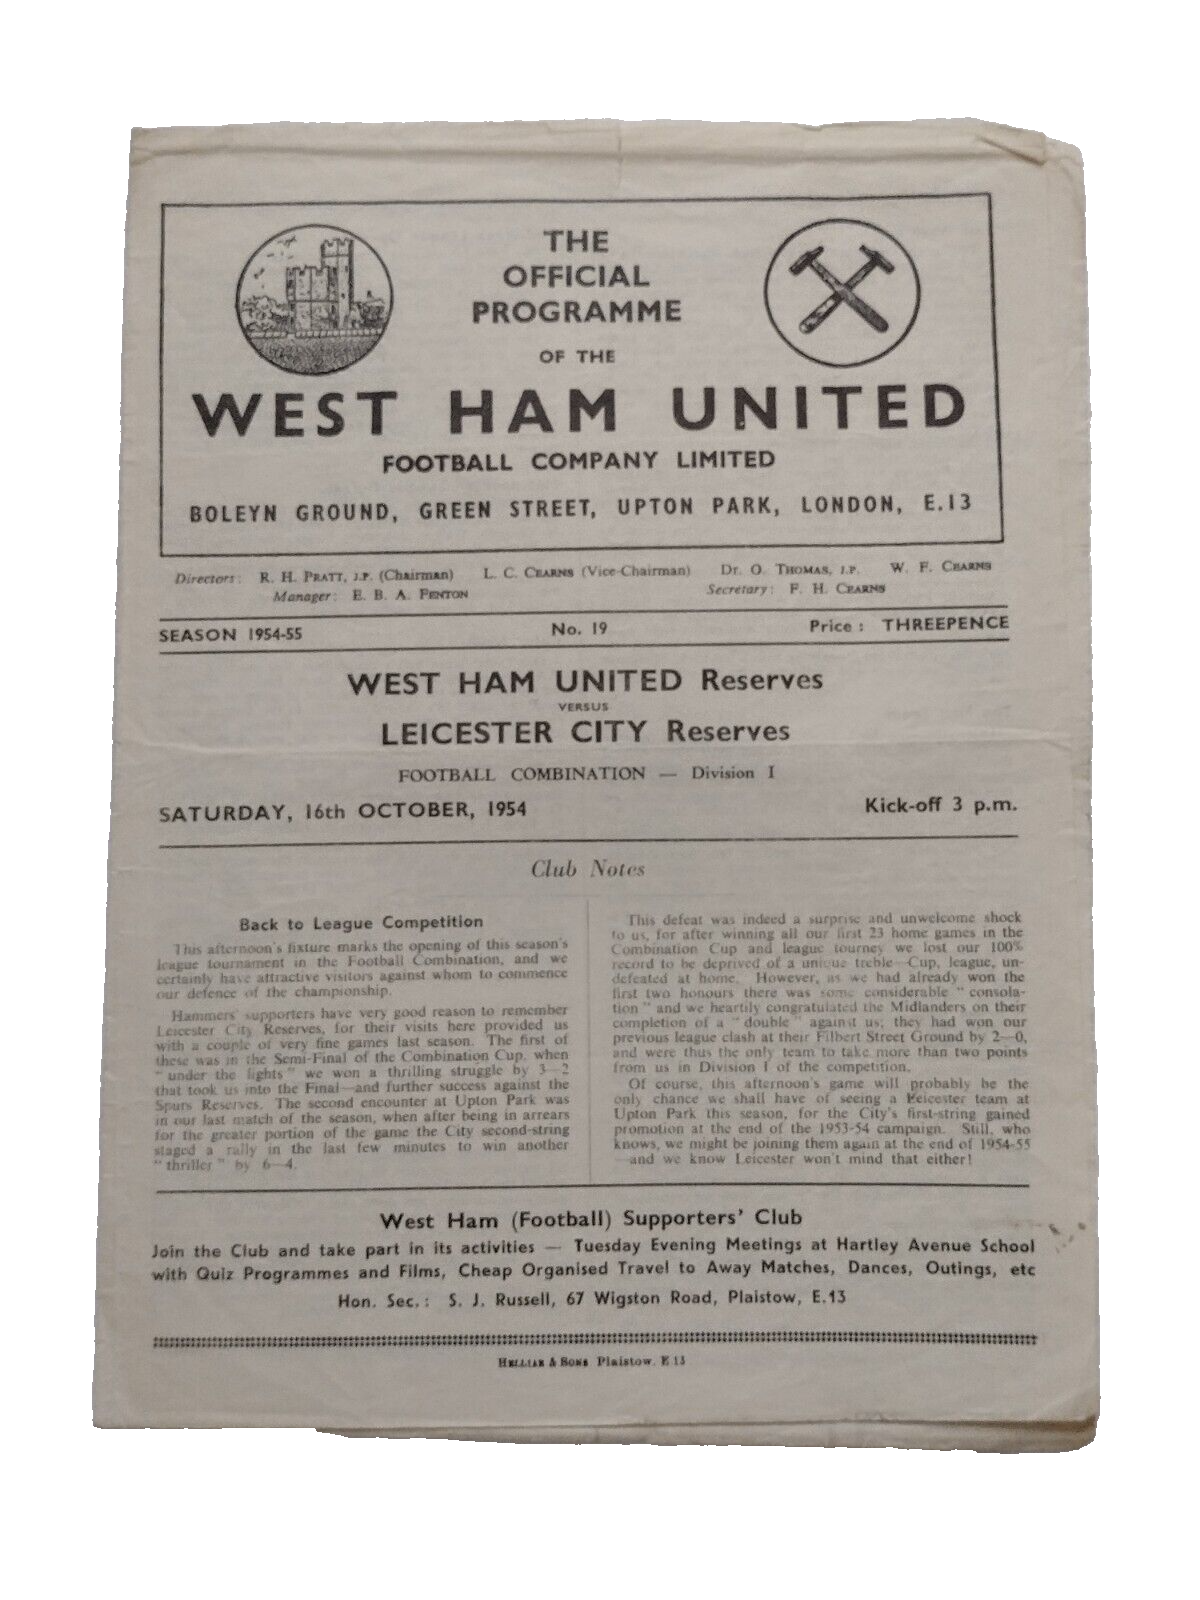 THE
OFFICIAL
PROGRAMME
OF THE
WEST HAM UNITED
FOOTBALL COMPANY LIMITED
BOLEYN GROUND, GREEN STREET, UPTON PARK, LONDON, E.13
Directors: R. H. PRATT, J.P. (Chairman) L. C. CEARNS (Vice-Chairman) Dr. O. THOMAS, J.P. W. F. CEARNS
Manager: E. B. A. FENTON Secretary: F. H. CEARNS
SEASON 1954-55 No. 19 Price : THREEPENCE
WEST HAM UNITED Reserves
VERSUS
LEICESTER CITY Reserves
FOOTBALL COMBINATION — Division I
SATURDAY, 16th OCTOBER, 1954 Kick-off 3 p.m.
Club Notes
Back to League Competition
This afternoon's fixture marks the opening of this season's
league tournament in the Football Combination, and we
certainly have attractive visitors against whom to commence
our defence of the championship.
Hammers' supporters have very good reason to remember
Leicester City Reserves, for their visits here provided us
with a couple of very fine games last season. The first of
these was in the Semi-Final of the Combination Cup, when
" under the lights " we won a thrilling struggle by 3—2
that took us into the Final—and further success against the
Spurs Reserves. The second encounter at Upton Park was
in our last match of the season, when after being in arrears
for the greater portion of the game the City second-string
staged a rally in the last few minutes to win another
" thriller " by 6—4.
This defeat was indeed a surprise and unwelcome shock
to us, for after winning all our first 23 home games in the
Combination Cup and league tourney we lost our 100%
record to be deprived of a unique treble—Cup, league, un-
defeated at home. However, as we had already won the
first two honours there was some considerable " consola-
tion " and we heartily congratulated the Midlanders on their
completion of a " double " against us; they had won our
previous league clash at their Filbert Street Ground by 2—0,
and were thus the only team to take more than two points
from us in Division I of the competition.
Of course, this afternoon's game will probably be the
only chance we shall have of seeing a Leicester team at
Upton Park this season, for the City's first-string gained
promotion at the end of the 1953-54 campaign. Still, who
knows, we might be joining them again at the end of 1954-55
—and we know Leicester won't mind that either!
West Ham (Football) Supporters' Club
Join the Club and take part in its activities — Tuesday Evening Meetings at Hartley Avenue School
with Quiz Programmes and Films, Cheap Organised Travel to Away Matches, Dances, Outings, etc
Hon. Sec. : S. J. Russell, 67 Wigston Road, Plaistow, E.13
HELLIAR & SONS Plaistow. E 13